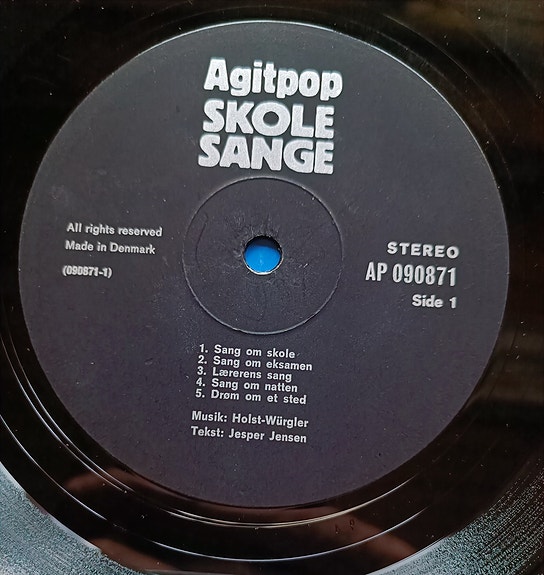 Agitpop
SKOLE
SANGE
All rights reserved
Made in Denmark
(090871-1)
STEREO
AP 090871
Side 1
1. Sang om skole
2. Sang om eksamen
3. Lærerens sang
4. Sang om natten
5. Drøm om et sted
Musik: Holst-Würgler
Tekst: Jesper Jensen